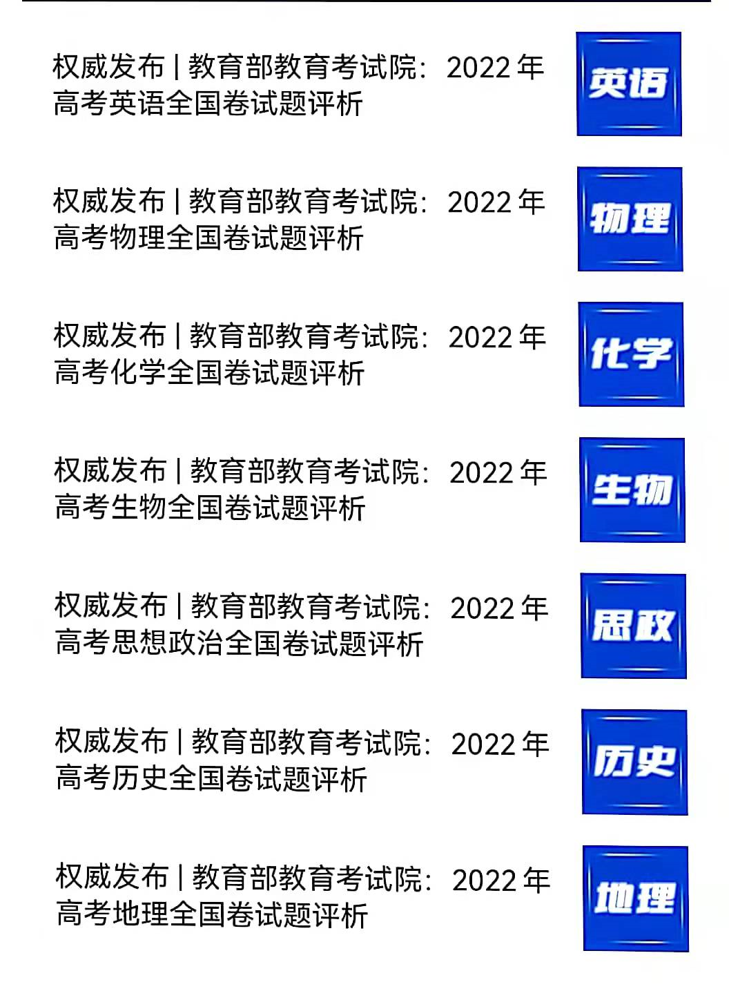 权威发布 | 教育部教育考试院：2022 年
高考英语全国卷试题评析
英语
权威发布 | 教育部教育考试院：2022 年
高考物理全国卷试题评析
物理
权威发布 | 教育部教育考试院：2022 年
高考化学全国卷试题评析
化学
权威发布 | 教育部教育考试院：2022 年
高考生物全国卷试题评析
生物
权威发布 | 教育部教育考试院：2022 年
高考思想政治全国卷试题评析
思政
权威发布 | 教育部教育考试院：2022 年
高考历史全国卷试题评析
历史
权威发布 | 教育部教育考试院：2022 年
高考地理全国卷试题评析
地理